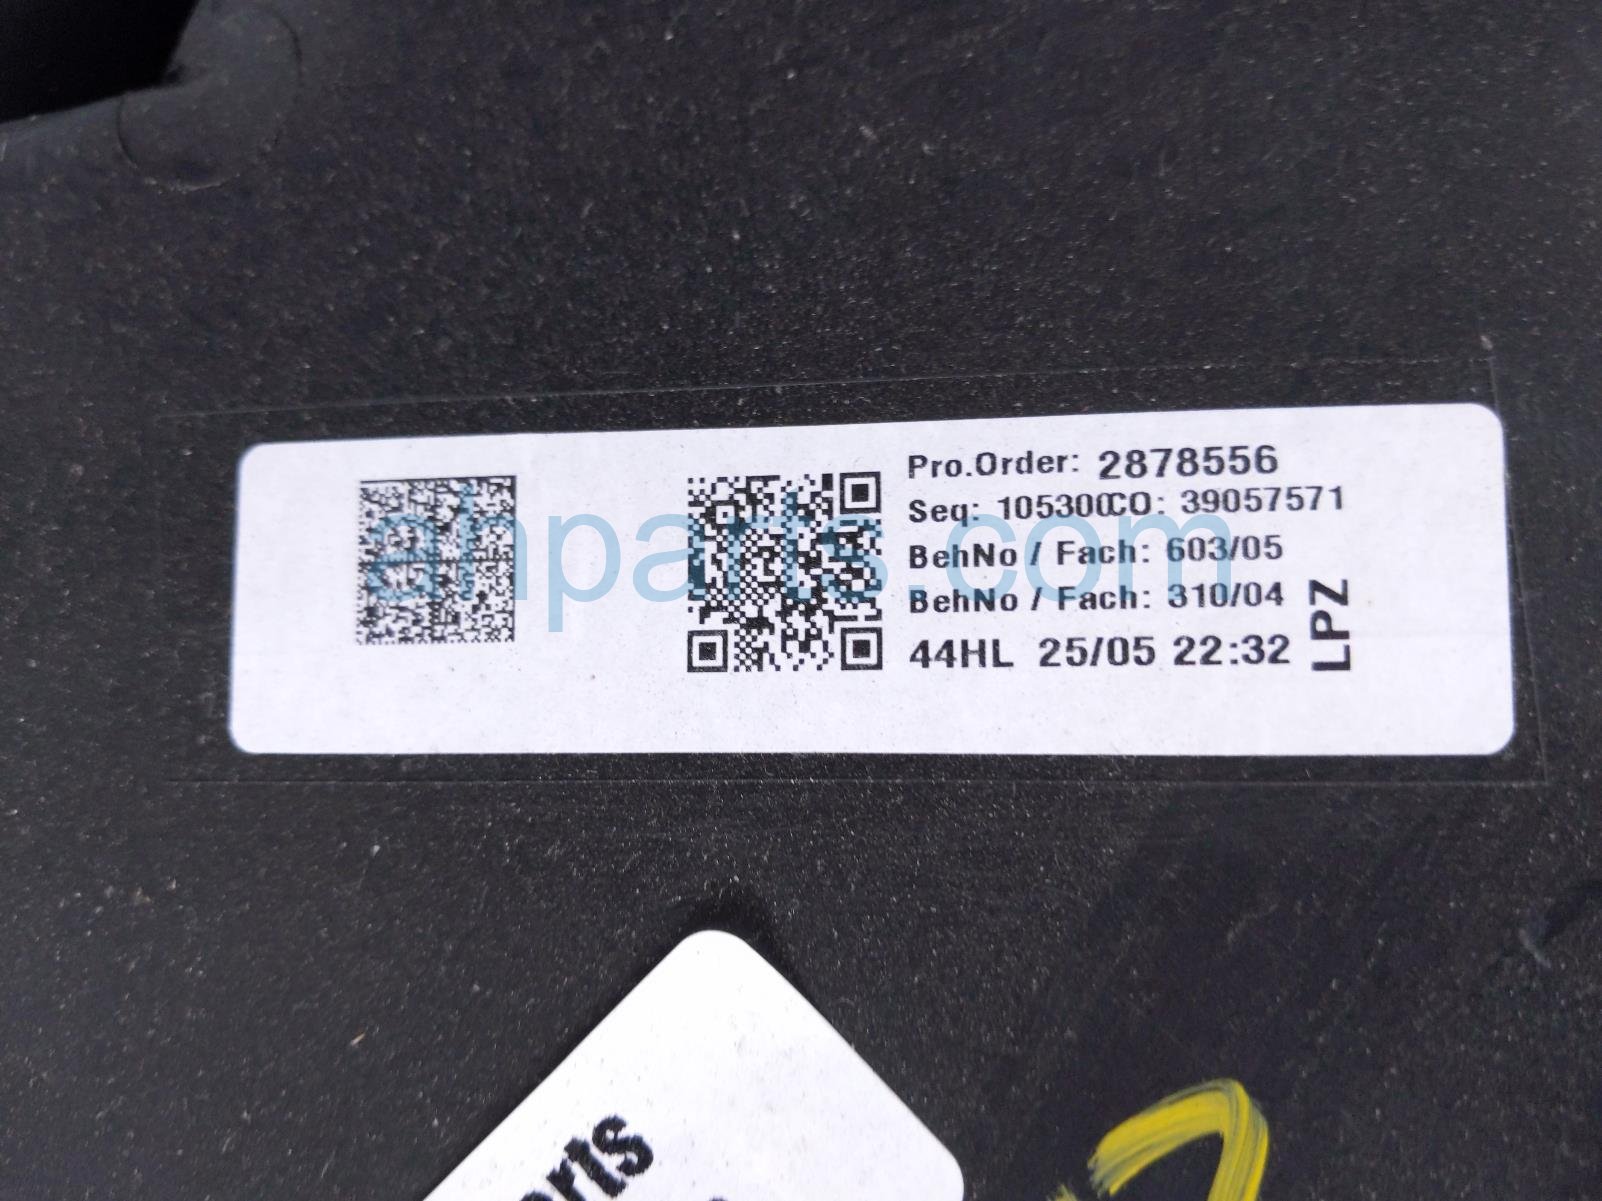 Pro.Order: 2878556
Seq: 105300CO: 39057571
BehNo / Fach: 603/05
BehNo / Fach: 310/04
44HL 25/05 22:32
LPZ
ehparts.com